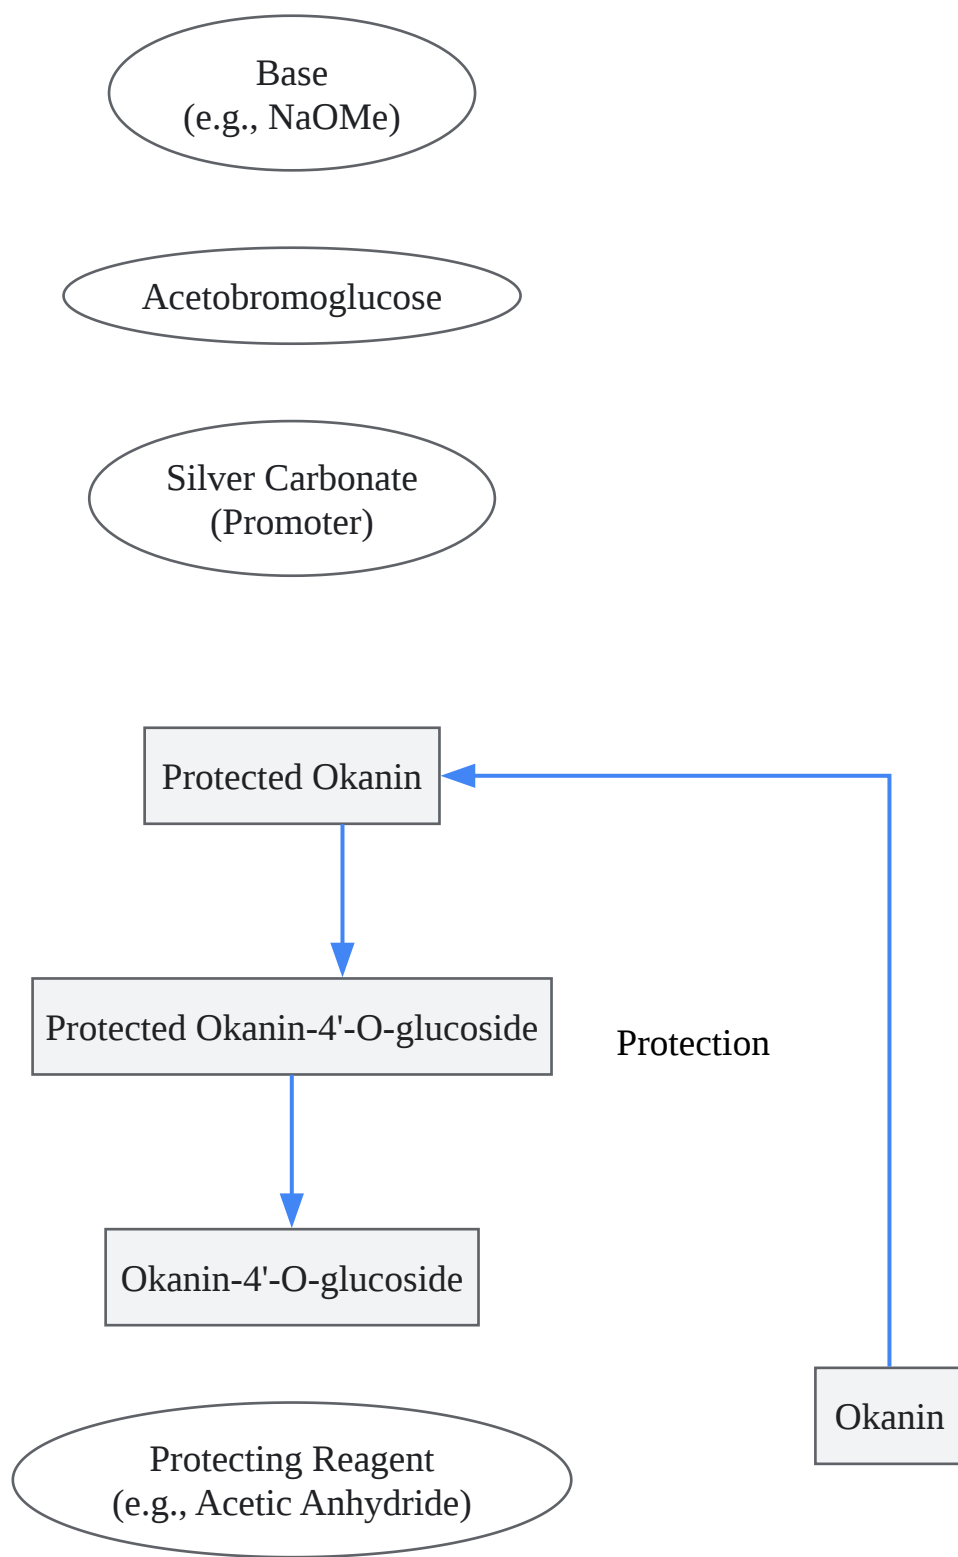 Base
(e.g., NaOMe)
Acetobromoglucose
Silver Carbonate
(Promoter)
Protected Okanin
Protected Okanin-4'-O-glucoside
Protection
Okanin-4'-O-glucoside
Okanin
Protecting Reagent
(e.g., Acetic Anhydride)